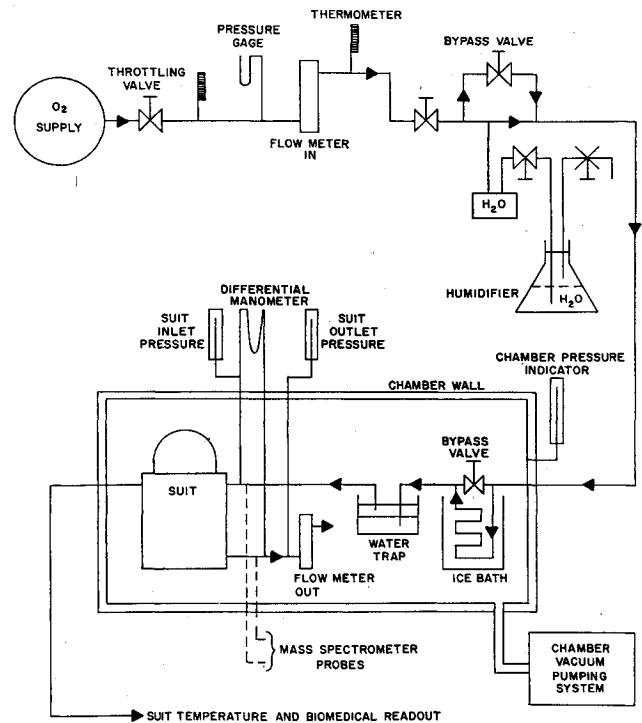 THERMOMETER
PRESSURE
GAGE
BYPASS VALVE
THROTTLING
VALVE
O2
SUPPLY
FLOW METER
IN
H2O
HUMIDIFIER
H2O
DIFFERENTIAL
MANOMETER
SUIT
INLET
PRESSURE
SUIT
OUTLET
PRESSURE
CHAMBER PRESSURE
INDICATOR
CHAMBER WALL
BYPASS
VALVE
SUIT
WATER
TRAP
ICE BATH
FLOW METER
OUT
MASS SPECTROMETER
PROBES
CHAMBER
VACUUM
PUMPING
SYSTEM
SUIT TEMPERATURE AND BIOMEDICAL READOUT